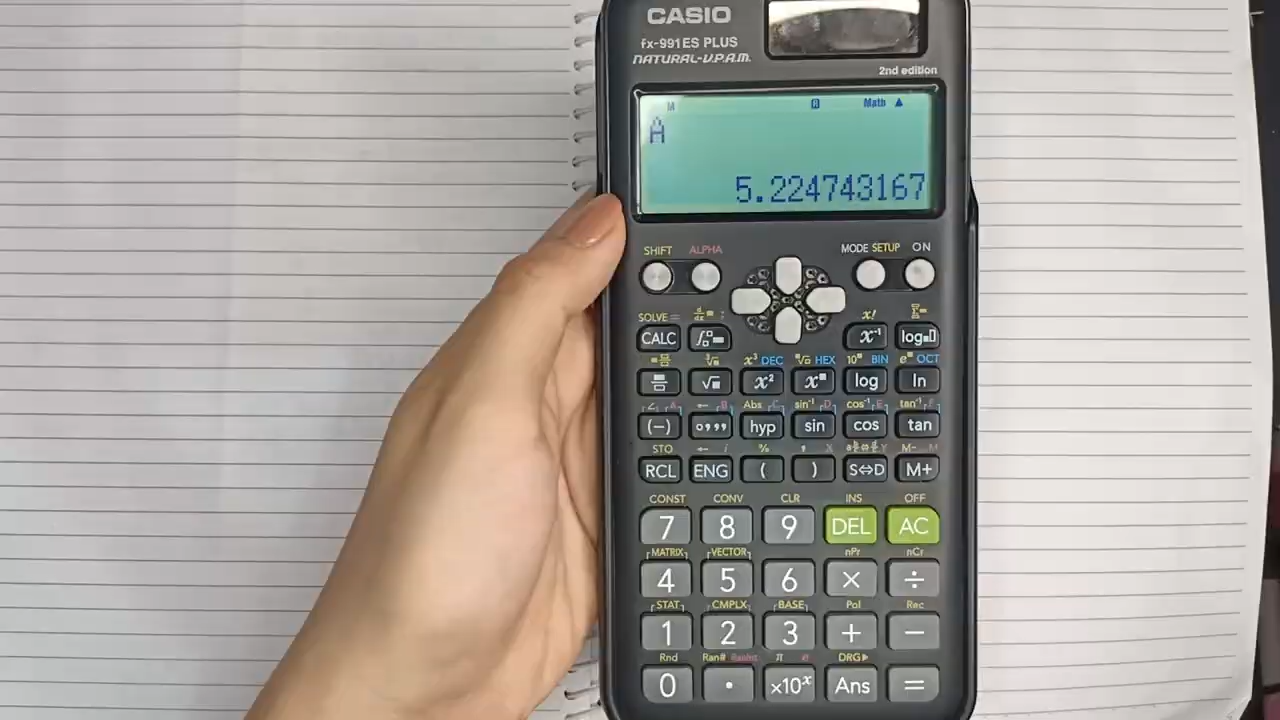 CASIO
fx-991ES PLUS
NATURAL-V.P.A.M.
2nd edition
M R Math ▲
Â
5.224743167
SHIFT ALPHA MODE SETUP ON
SOLVE = x!
CALC x⁻¹ log
x³ DEC HEX 10 BIN e OCT
x² log ln
Abs sin⁻¹ D cos⁻¹ E tan⁻¹ F
(−) hyp sin cos tan
STO ← i % , X Y M− M
RCL ENG ( ) S⇔D M+
CONST CONV CLR INS OFF
7 8 9 DEL AC
MATRIX VECTOR nPr nCr
4 5 6 × ÷
STAT CMPLX BASE Pol Rec
1 2 3 + −
Rnd Ran# RanInt π e DRG▶
0 • ×10ˣ Ans =